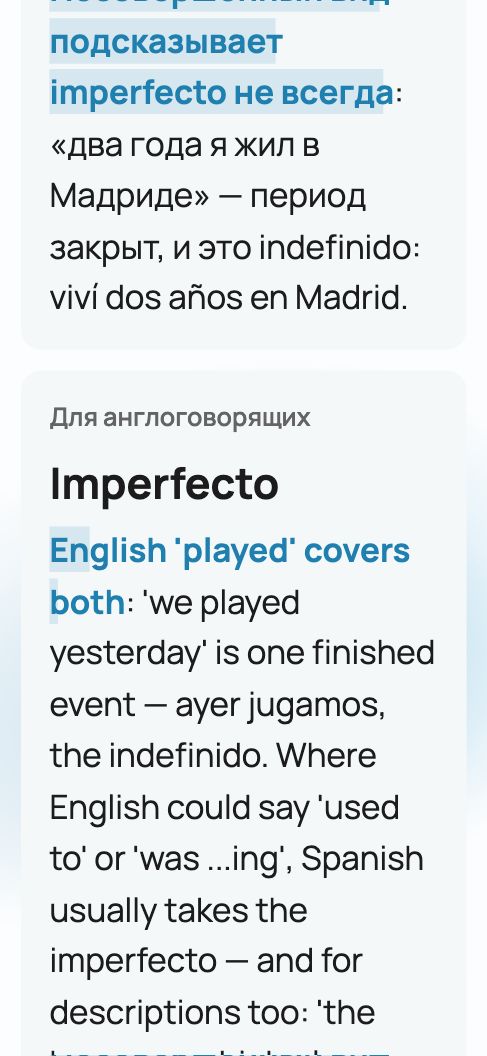 подсказывает
imperfecto не всегда:
«два года я жил в
Мадриде» — период
закрыт, и это indefinido:
viví dos años en Madrid.
Для англоговорящих
Imperfecto
English 'played' covers
both: 'we played
yesterday' is one finished
event — ayer jugamos,
the indefinido. Where
English could say 'used
to' or 'was ...ing', Spanish
usually takes the
imperfecto — and for
descriptions too: 'the